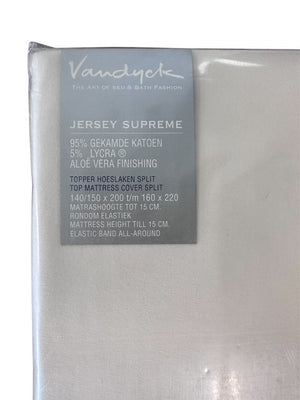 Vandyck
THE ART OF BED & BATH FASHION
JERSEY SUPREME
95% GEKAMDE KATOEN
5% LYCRA ®
ALOË VERA FINISHING
TOPPER HOESLAKEN SPLIT
TOP MATTRESS COVER SPLIT
140/150 x 200 t/m 160 x 220
MATRASHOOGTE TOT 15 CM.
RONDOM ELASTIEK
MATTRESS HEIGHT TILL 15 CM.
ELASTIC BAND ALL-AROUND